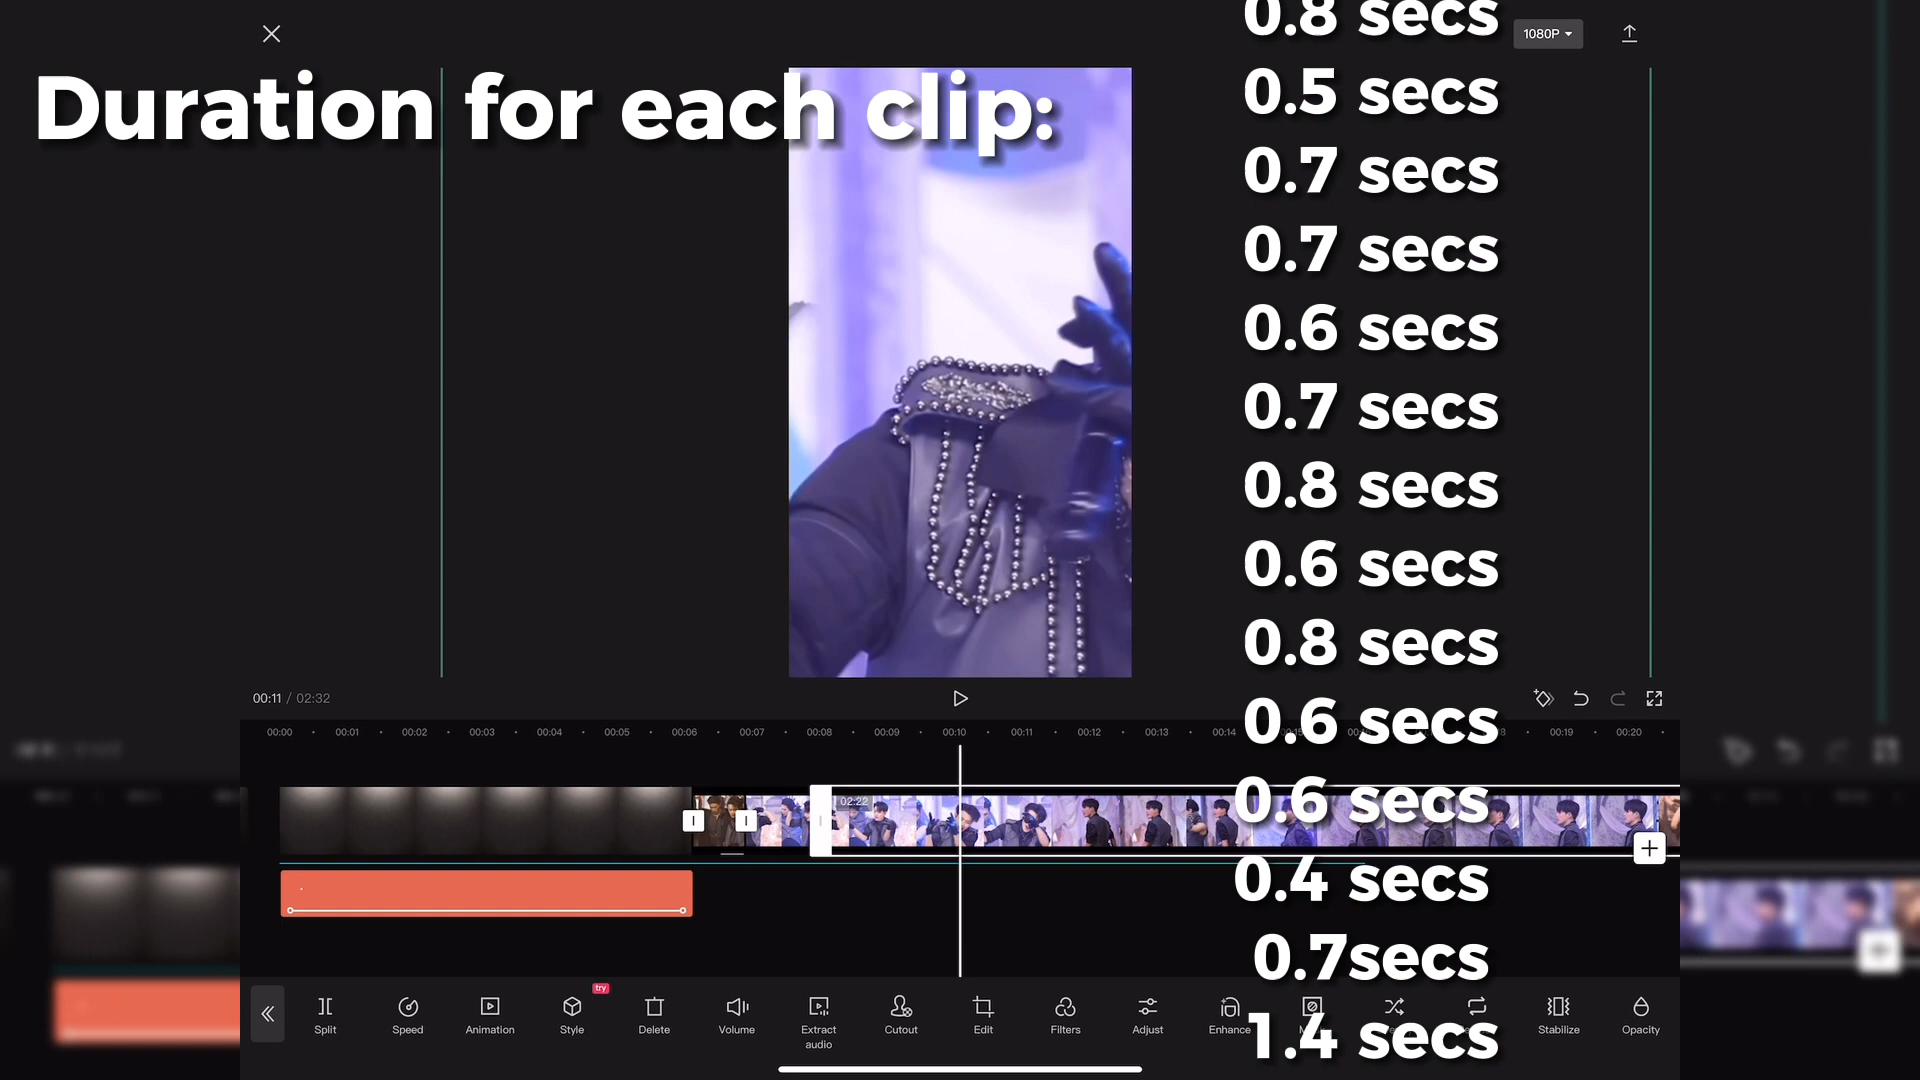 0.8 secs
1080P
Duration for each clip:
0.5 secs
0.7 secs
0.7 secs
0.6 secs
0.7 secs
0.8 secs
0.6 secs
0.8 secs
00:11 / 02:32
0.6 secs
00:00 00:01 00:02 00:03 00:04 00:05 00:06 00:07 00:08 00:09 00:10 00:11 00:12 00:13 00:14 00:19 00:20
02:22
0.6 secs
0.4 secs
0.7secs
try
Split Speed Animation Style Delete Volume Extract audio Cutout Edit Filters Adjust Enhance Stabilize Opacity
1.4 secs